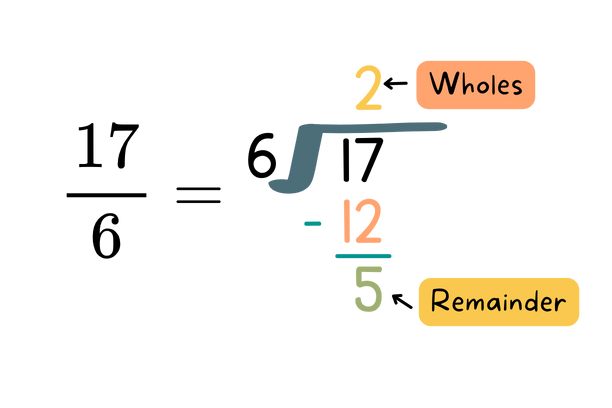 2 ← Wholes
17/6 = 6 17
- 12
5 ← Remainder